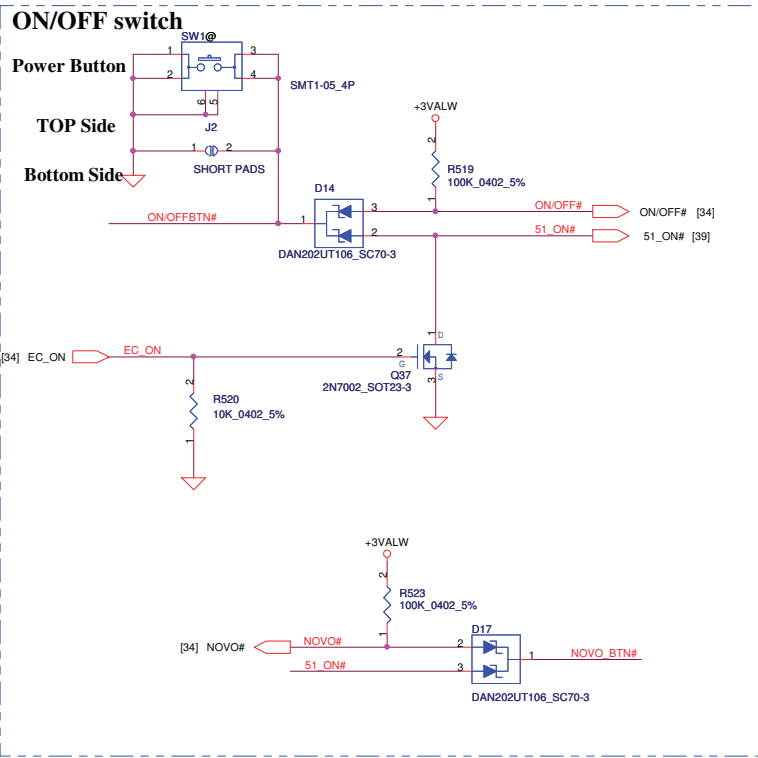 ON/OFF switch
SW1@
Power Button
1
3
2
4
SMT1-05_4P
6
5
TOP Side
J2
1
2
Bottom Side
SHORT PADS
+3VALW
2
R519
100K_0402_5%
1
D14
ON/OFFBTN#
1
3
ON/OFF#
ON/OFF# [34]
2
51_ON#
51_ON# [39]
DAN202UT106_SC70-3
1
D
[34] EC_ON
EC_ON
2
G
Q37
3
S
2N7002_SOT23-3
2
R520
10K_0402_5%
1
+3VALW
2
R523
100K_0402_5%
1
D17
[34] NOVO#
NOVO#
2
1
NOVO_BTN#
51_ON#
3
DAN202UT106_SC70-3